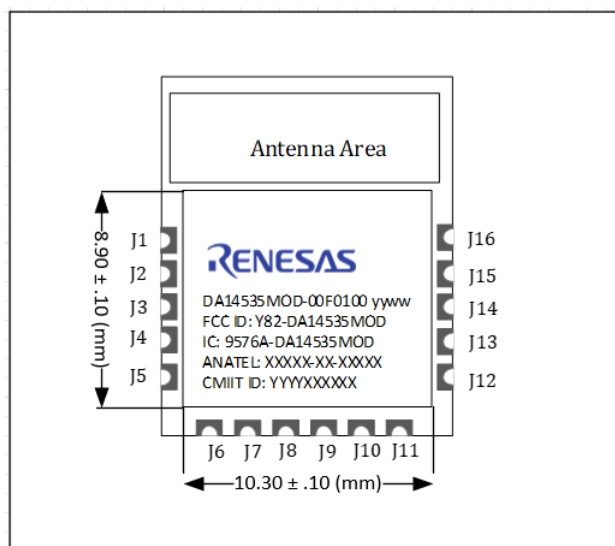 Antenna Area
8.90 ± .10 (mm)
J1
J2
J3
J4
J5
RENESAS
DA14535MOD-00F0100 yyww
FCC ID: Y82-DA14535MOD
IC: 9576A-DA14535MOD
ANATEL: XXXXX-XX-XXXXX
CMIIT ID: YYYYXXXXXX
J16
J15
J14
J13
J12
J6 J7 J8 J9 J10 J11
10.30 ± .10 (mm)